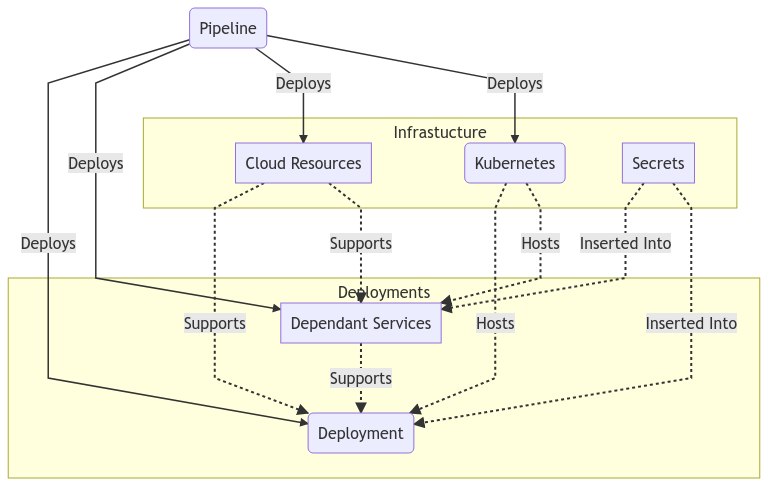 Pipeline
Deploys
Deploys
Infrastucture
Deploys
Cloud Resources
Kubernetes
Secrets
Deploys
Supports
Hosts
Inserted Into
Deployments
Dependant Services
Supports
Hosts
Inserted Into
Supports
Deployment